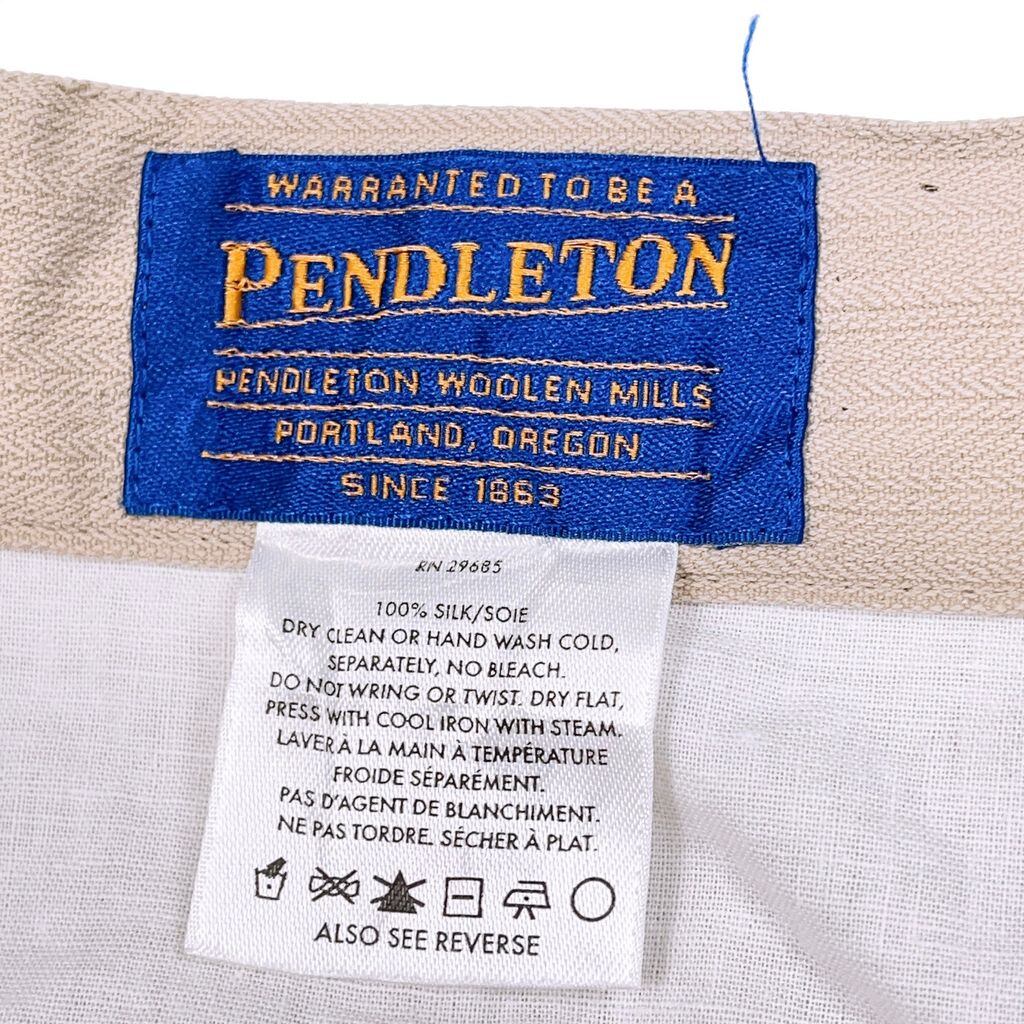 WARRANTED TO BE A
PENDLETON
PENDLETON WOOLEN MILLS
PORTLAND, OREGON
SINCE 1863
RN 29685
100% SILK/SOIE
DRY CLEAN OR HAND WASH COLD,
SEPARATELY, NO BLEACH.
DO NOT WRING OR TWIST. DRY FLAT,
PRESS WITH COOL IRON WITH STEAM.
LAVER À LA MAIN À TEMPÉRATURE
FROIDE SÉPARÉMENT.
PAS D'AGENT DE BLANCHIMENT.
NE PAS TORDRE. SÉCHER À PLAT.
ALSO SEE REVERSE